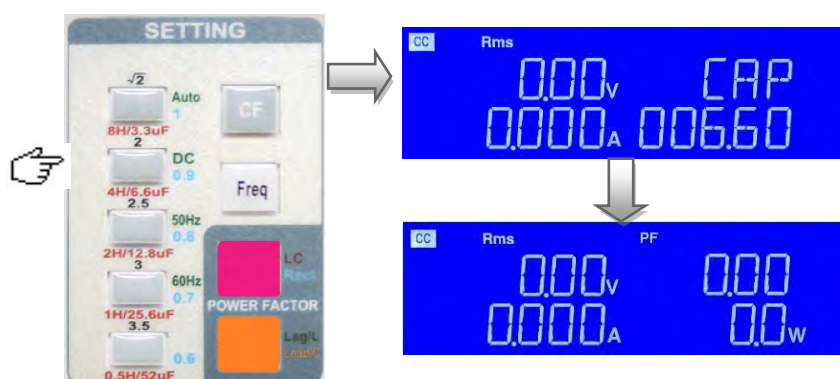 SETTING
√2
Auto
1
CF
8H/3.3uF
2
DC
0.9
4H/6.6uF
2.5
Freq
50Hz
0.8
2H/12.8uF
3
60Hz
0.7
1H/25.6uF
3.5
0.6
0.5H/52uF
LC
Rect
POWER FACTOR
Lag/L
Lead/C
CC Rms
0.00V CAP
0.000A 006.60
CC Rms PF
0.00V 0.00
0.000A 0.0W